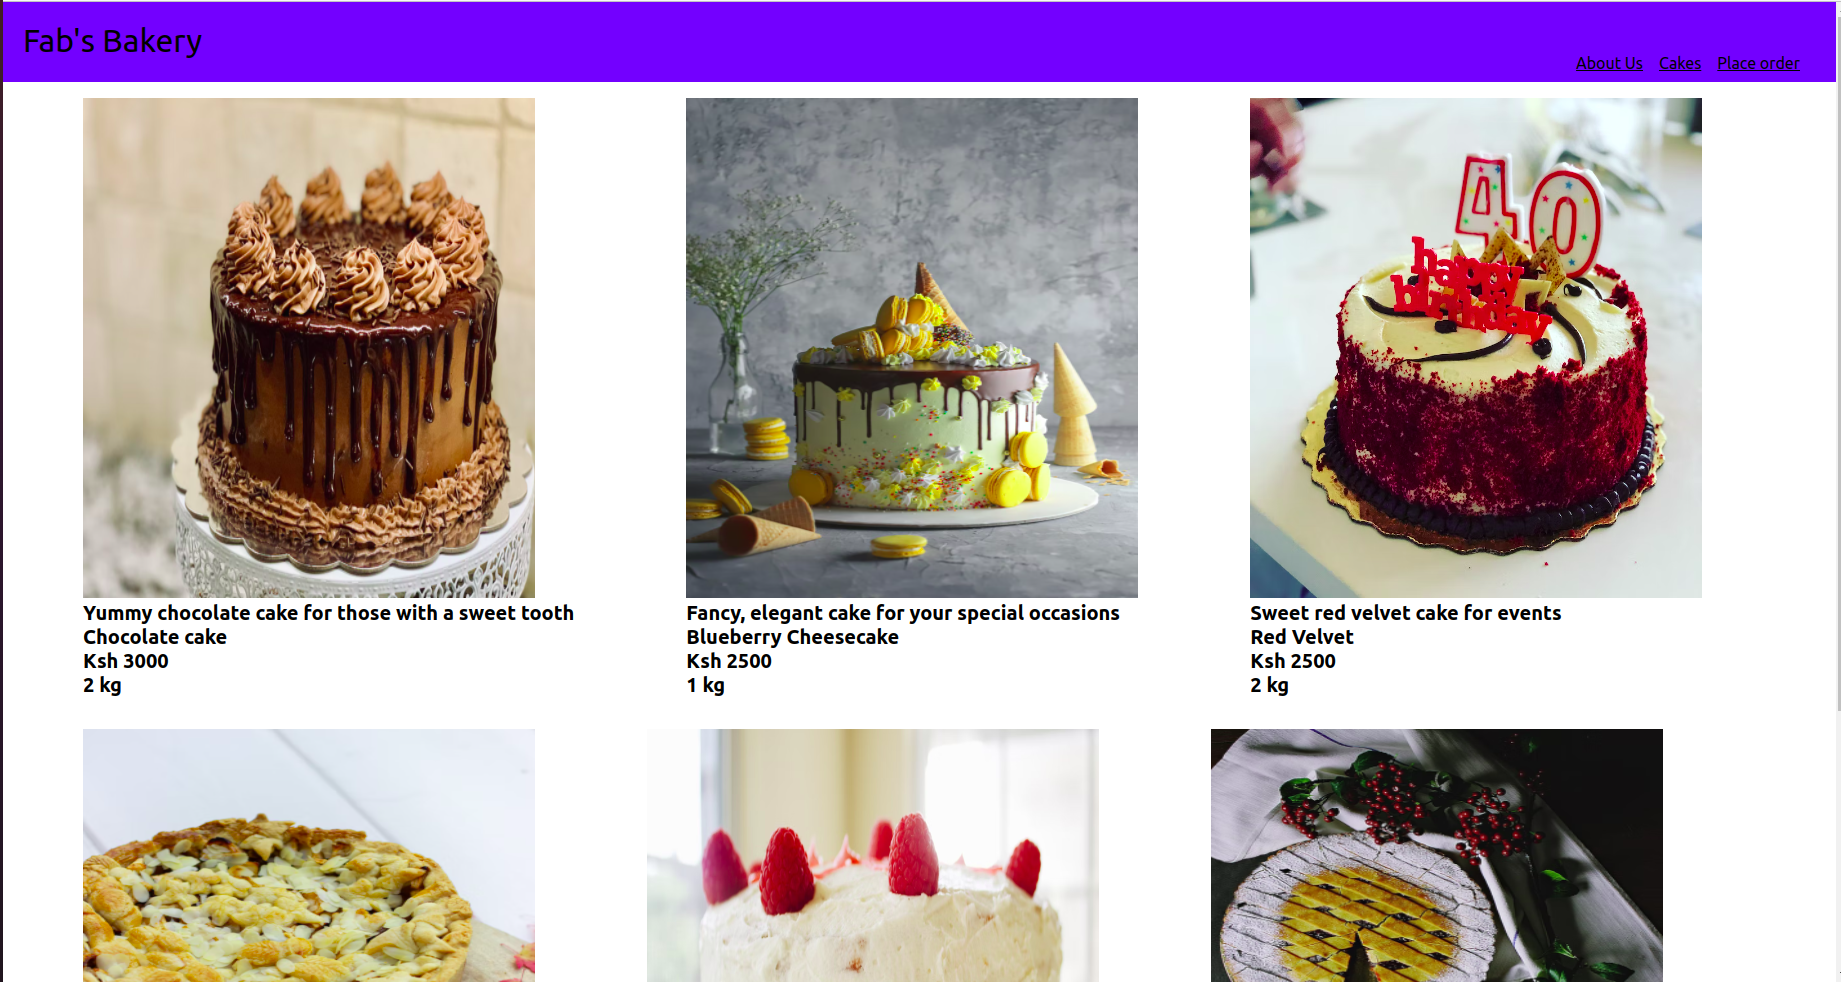 Fab's Bakery
About Us Cakes Place order
40
happy
birthday
Yummy chocolate cake for those with a sweet tooth
Chocolate cake
Ksh 3000
2 kg
Fancy, elegant cake for your special occasions
Blueberry Cheesecake
Ksh 2500
1 kg
Sweet red velvet cake for events
Red Velvet
Ksh 2500
2 kg